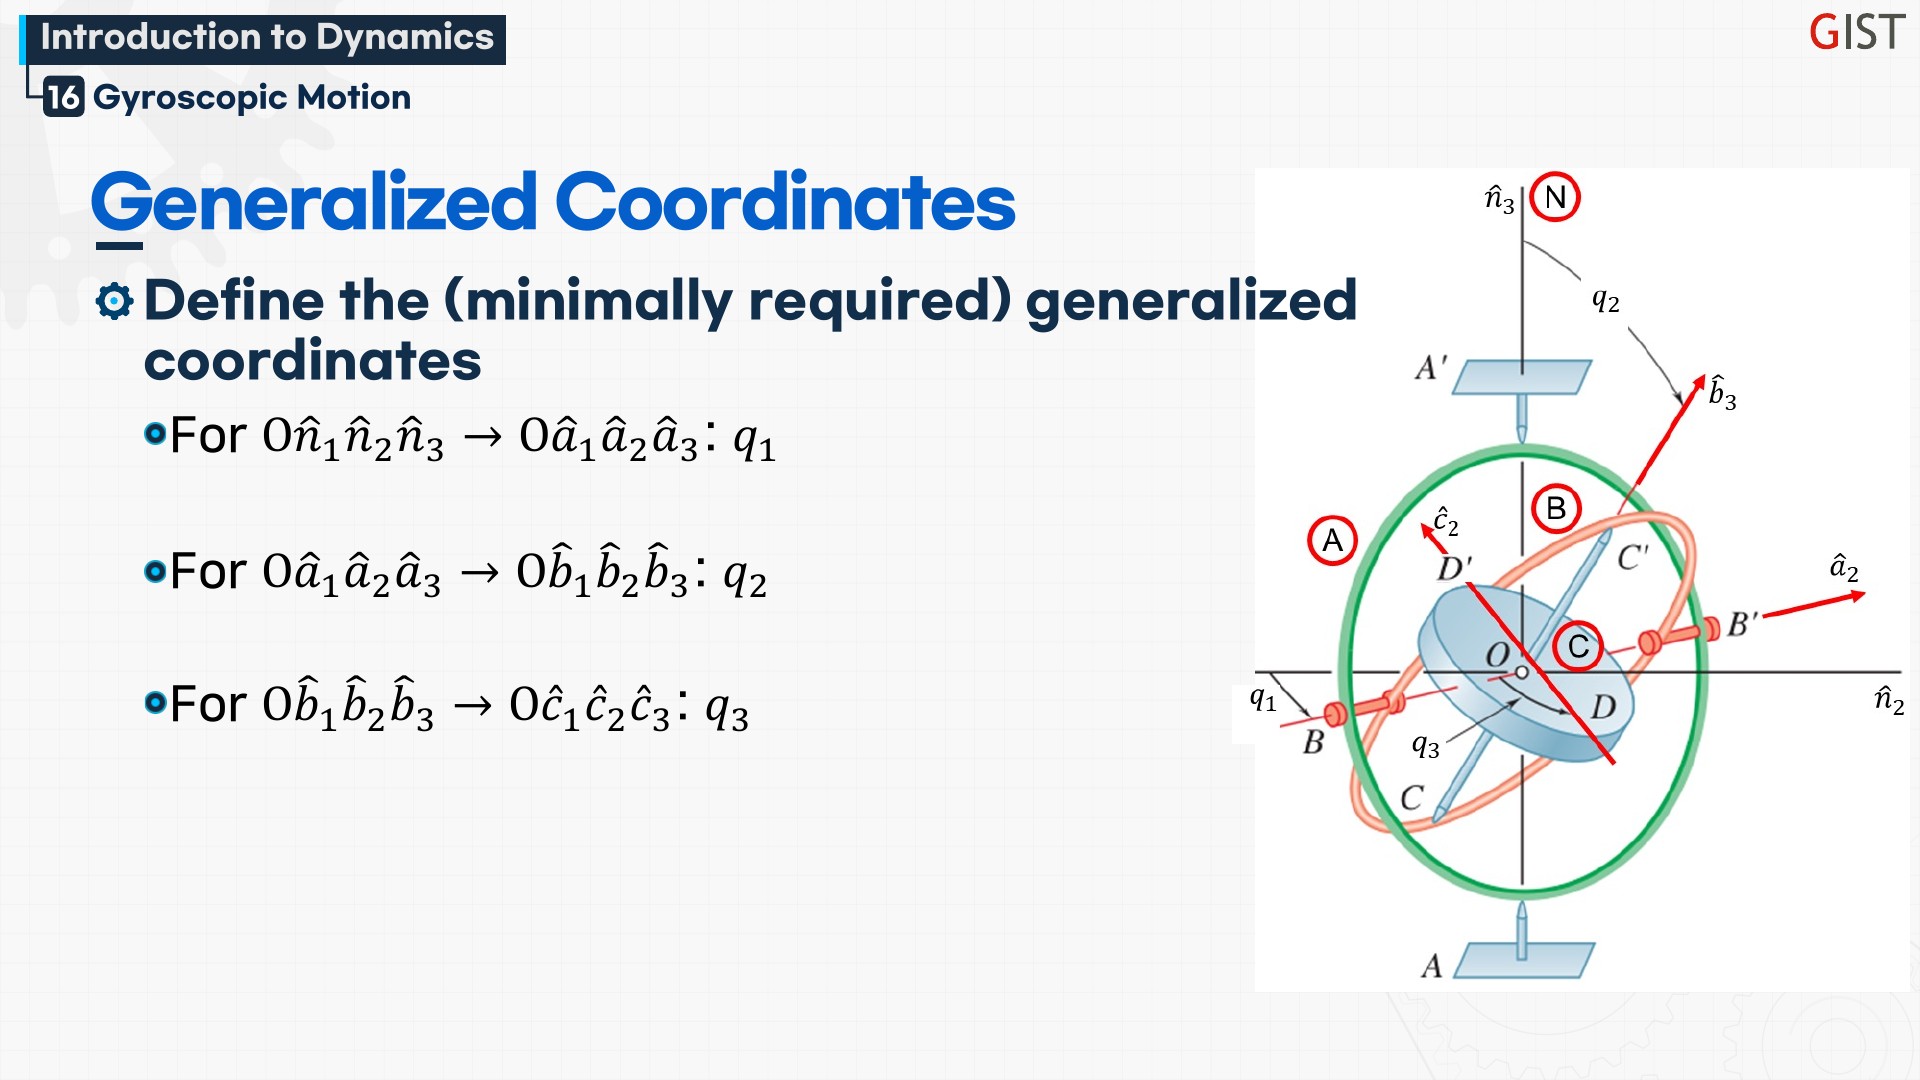 Introduction to Dynamics
GIST
16 Gyroscopic Motion
Generalized Coordinates
Define the (minimally required) generalized
coordinates
For On̂₁n̂₂n̂₃ → Oâ₁â₂â₃: q₁
For Oâ₁â₂â₃ → Ob̂₁b̂₂b̂₃: q₂
For Ob̂₁b̂₂b̂₃ → Oĉ₁ĉ₂ĉ₃: q₃
n̂₃ N
q₂
A'
b̂₃
B
A
ĉ₂
C'
D'
â₂
B'
C
O
q₁
D
n̂₂
B
q₃
C
A